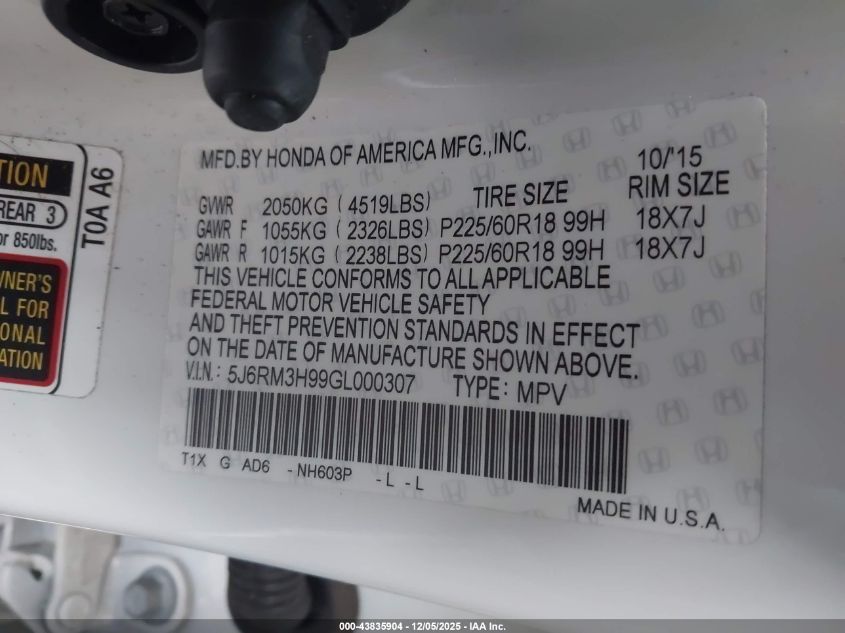 TION
REAR 3
or 850lbs.
WNER'S
L FOR
ONAL
ATION
T0A A6
MFD.BY HONDA OF AMERICA MFG.,INC. 10/'15
GVWR 2050KG ( 4519LBS) TIRE SIZE RIM SIZE
GAWR F 1055KG ( 2326LBS) P225/60R18 99H 18X7J
GAWR R 1015KG ( 2238LBS) P225/60R18 99H 18X7J
THIS VEHICLE CONFORMS TO ALL APPLICABLE
FEDERAL MOTOR VEHICLE SAFETY
AND THEFT PREVENTION STANDARDS IN EFFECT
ON THE DATE OF MANUFACTURE SHOWN ABOVE.
V.I.N.: 5J6RM3H99GL000307 TYPE: MPV
T1X G AD6 -NH603P -L -L
MADE IN U.S.A.
000-43835904 - 12/05/2025 - IAA Inc.